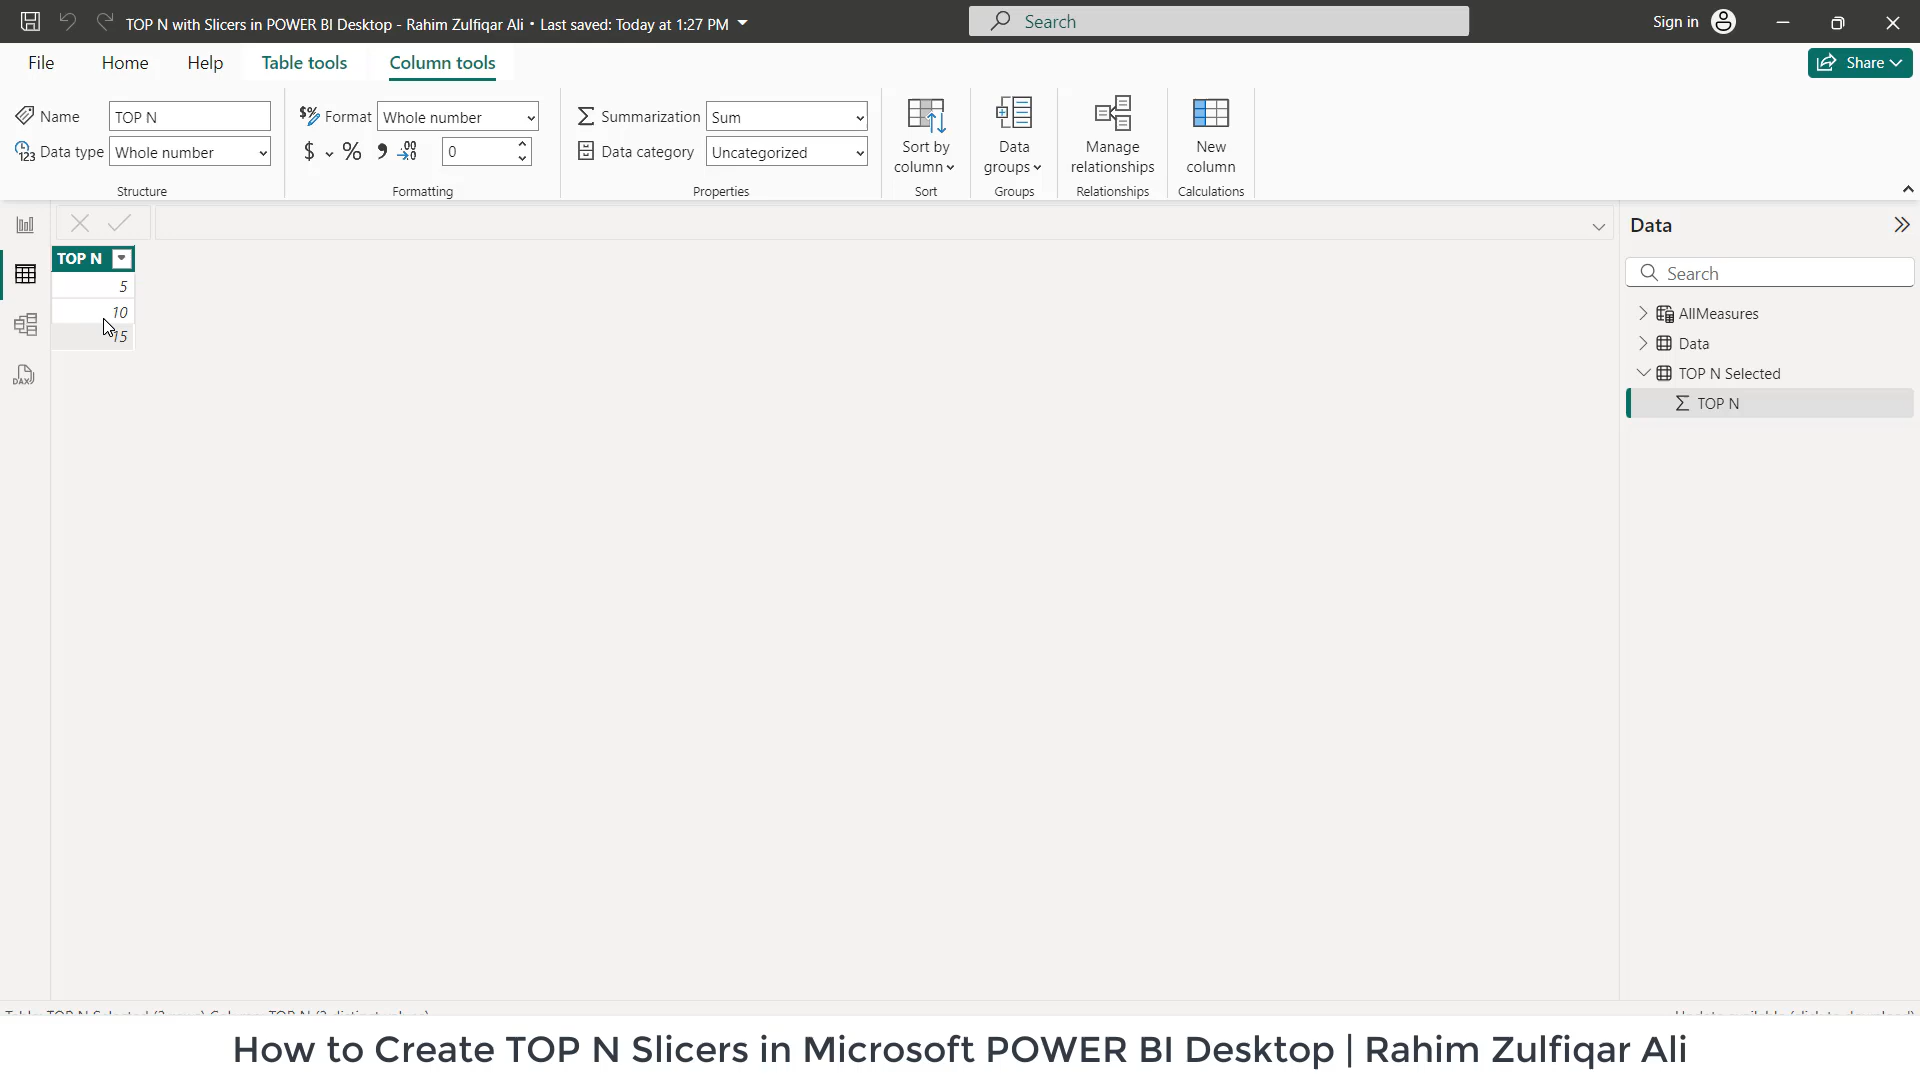 TOP N with Slicers in POWER BI Desktop - Rahim Zulfiqar Ali • Last saved: Today at 1:27 PM
Search
Sign in
File Home Help Table tools Column tools
Share
Name TOP N
Format Whole number
Summarization Sum
Data type Whole number
$ % 0
Data category Uncategorized
Sort by column
Data groups
Manage relationships
New column
Structure Formatting Properties Sort Groups Relationships Calculations
Data
Search
AllMeasures
Data
TOP N Selected
TOP N
TOP N
5
10
15
DAX
How to Create TOP N Slicers in Microsoft POWER BI Desktop | Rahim Zulfiqar Ali